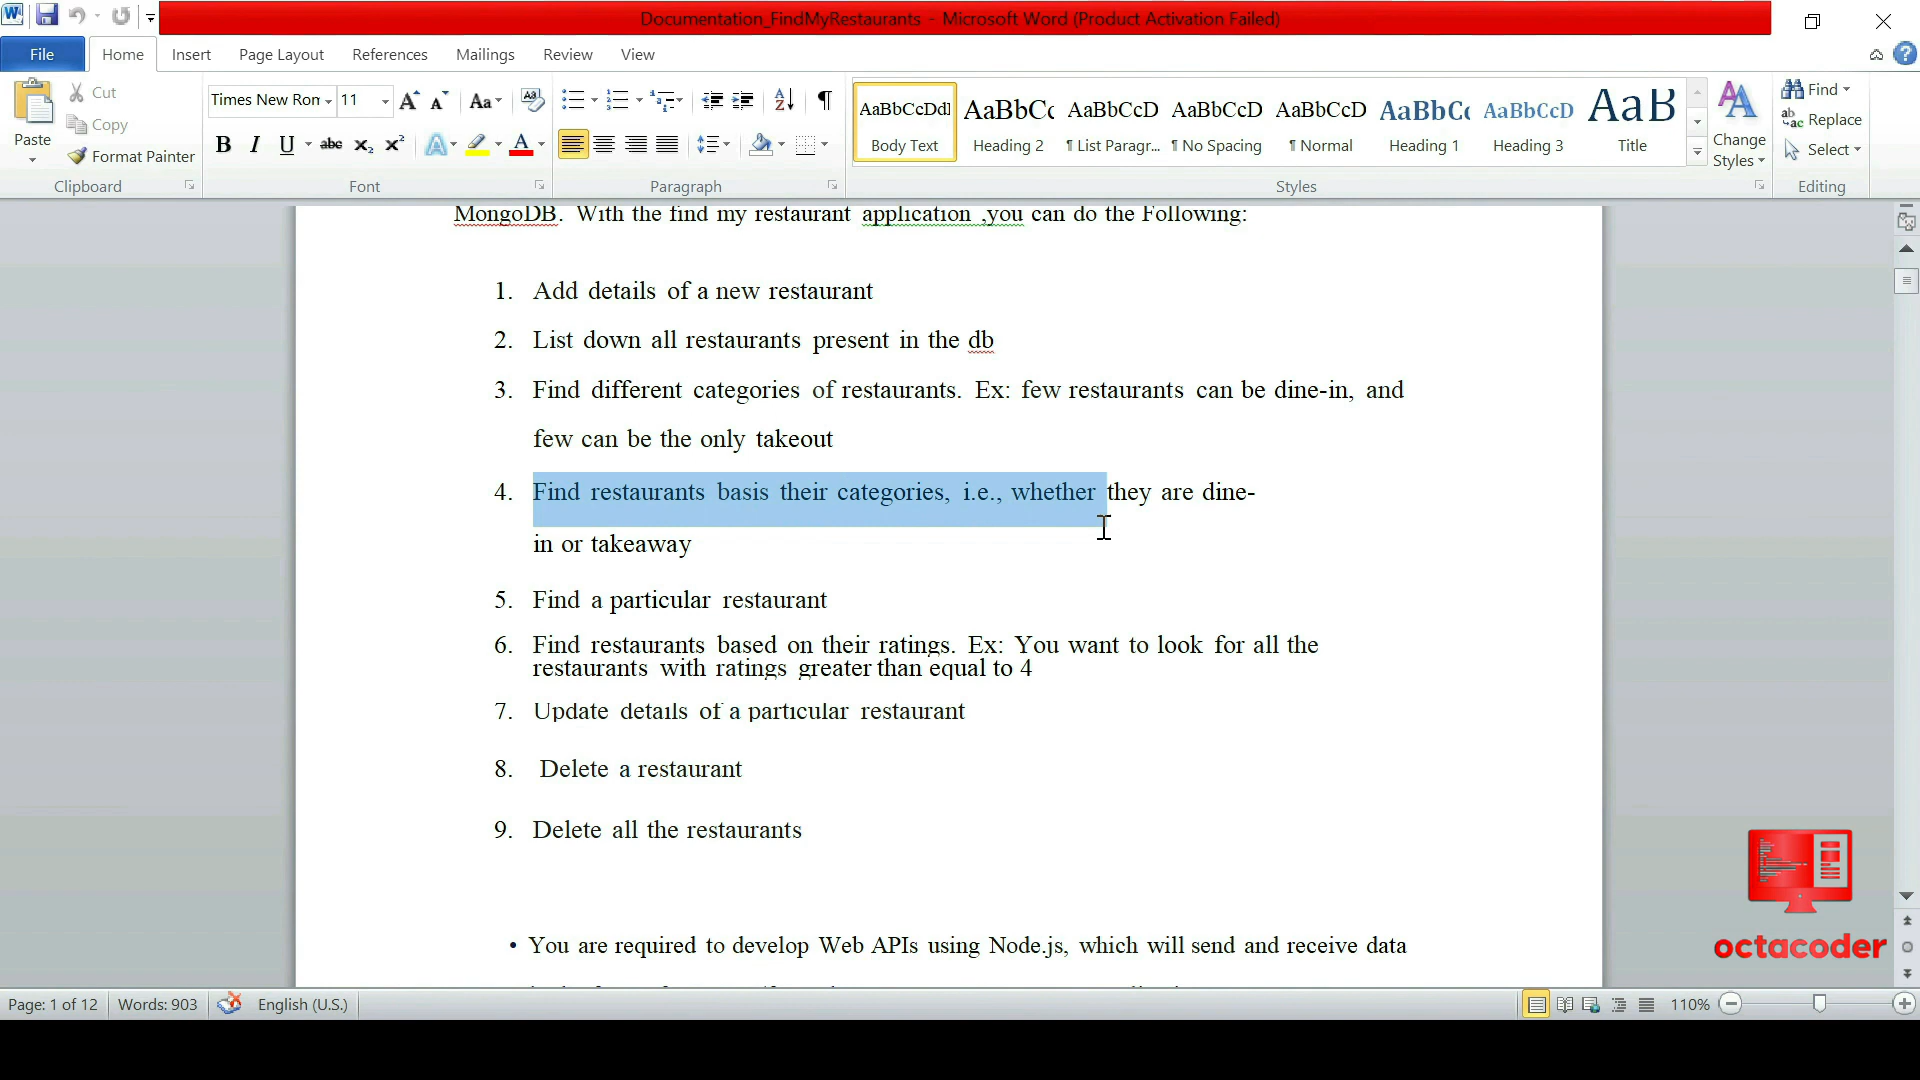 Documentation_FindMyRestaurants - Microsoft Word (Product Activation Failed)
File Home Insert Page Layout References Mailings Review View
Paste
Cut
Copy
Format Painter
Clipboard
Times New Ron 11
Font
Paragraph
AaBbCcDdI AaBbCc AaBbCcD AaBbCcD AaBbCcD AaBbCc AaBbCcD AaB
Body Text Heading 2 ¶ List Paragr... ¶ No Spacing ¶ Normal Heading 1 Heading 3 Title
Styles
Change Styles
Find
Replace
Select
Editing
MongoDB. With the find my restaurant application ,you can do the Following:
1. Add details of a new restaurant
2. List down all restaurants present in the db
3. Find different categories of restaurants. Ex: few restaurants can be dine-in, and
few can be the only takeout
4. Find restaurants basis their categories, i.e., whether they are dine-
in or takeaway
5. Find a particular restaurant
6. Find restaurants based on their ratings. Ex: You want to look for all the
restaurants with ratings greater than equal to 4
7. Update details of a particular restaurant
8. Delete a restaurant
9. Delete all the restaurants
• You are required to develop Web APIs using Node.js, which will send and receive data
octacoder
Page: 1 of 12 Words: 903 English (U.S.) 110%